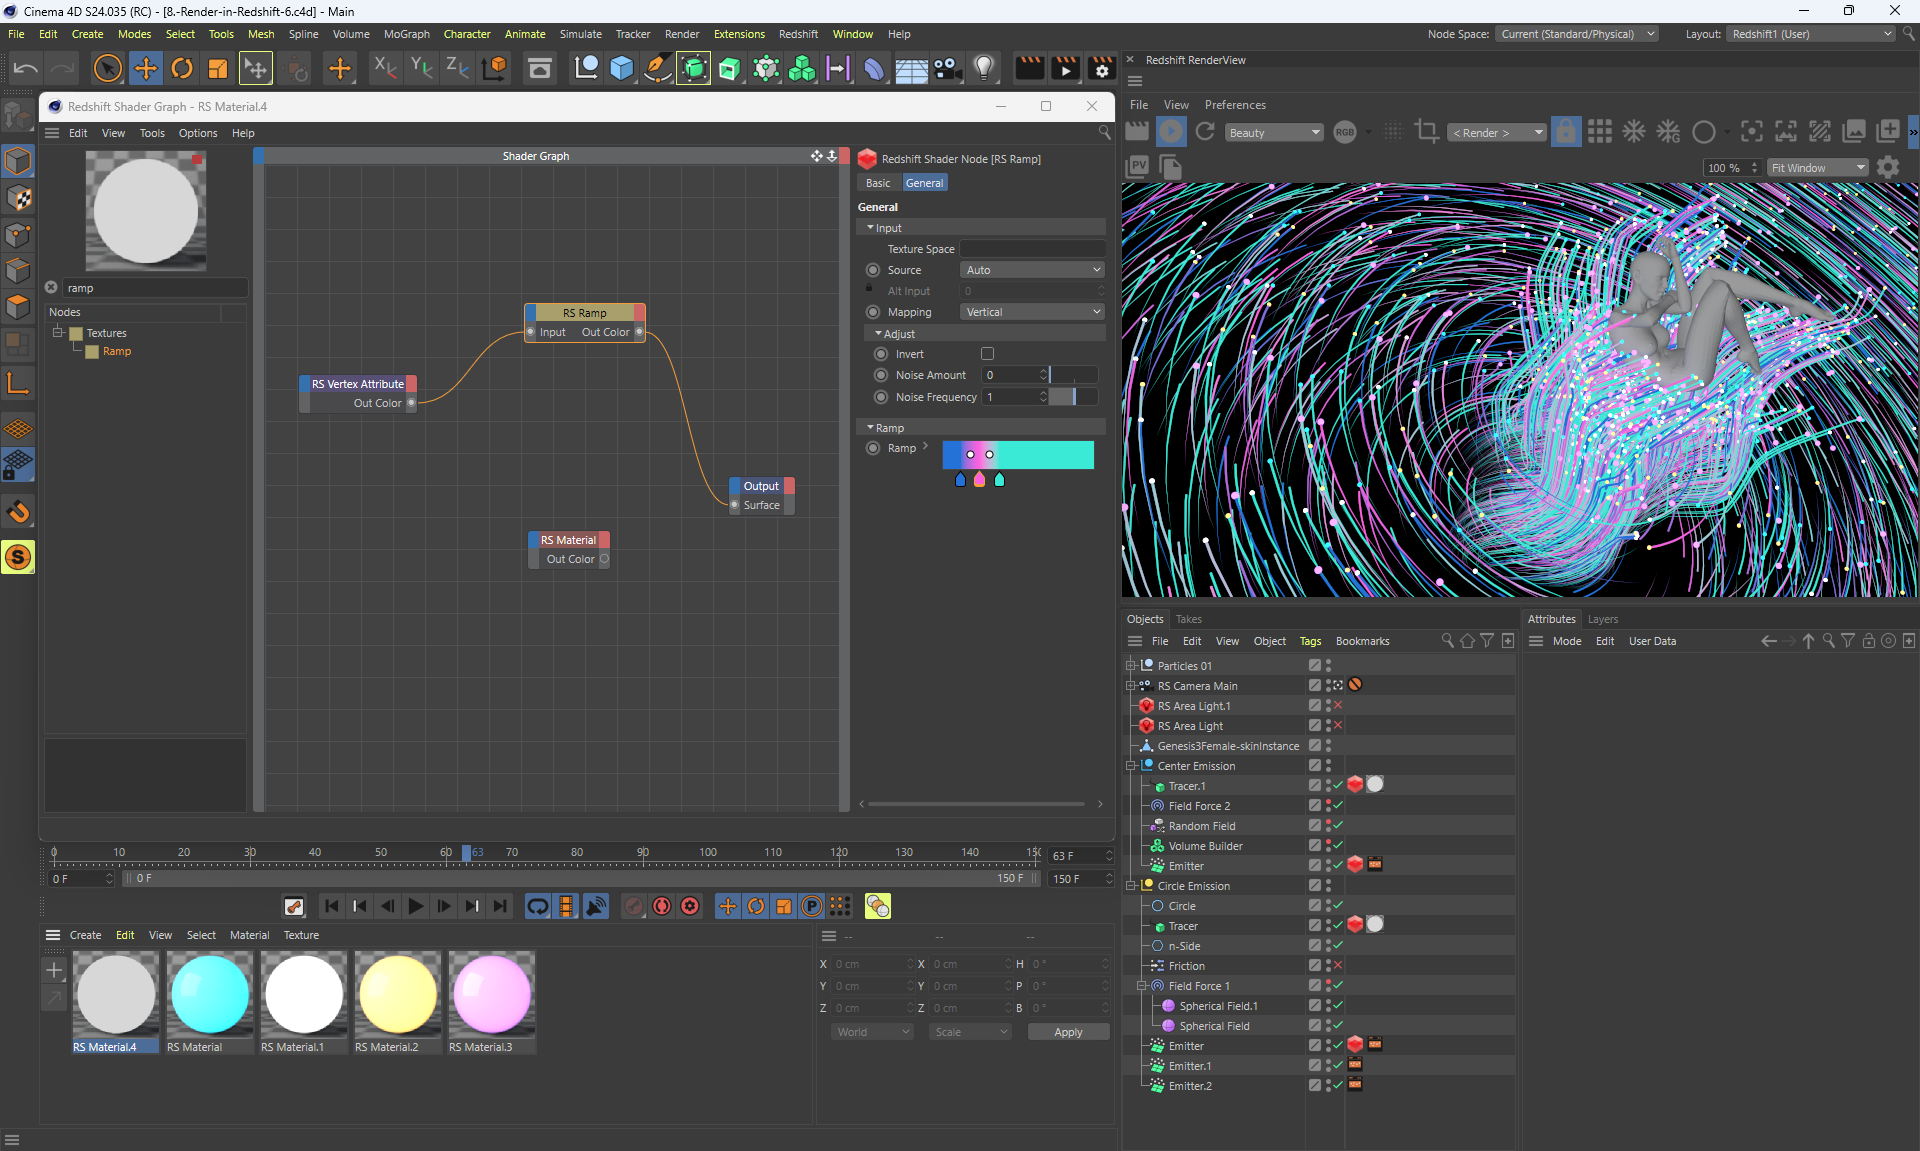 Cinema 4D S24.035 (RC) - [8.-Render-in-Redshift-6.c4d] - Main
File Edit Create Modes Select Tools Mesh Spline Volume MoGraph Character Animate Simulate Tracker Render Extensions Redshift Window Help
Node Space: Current (Standard/Physical) Layout: Redshift1 (User)
X Y Z
Redshift RenderView
File View Preferences
Beauty RGB < Render >
PV 100 % Fit Window
Redshift Shader Graph - RS Material.4
Edit View Tools Options Help
ramp
Nodes
Textures
Ramp
Shader Graph
RS Ramp
Input Out Color
RS Vertex Attribute
Out Color
Output
Surface
RS Material
Out Color
Redshift Shader Node [RS Ramp]
Basic General
General
Input
Texture Space
Source Auto
Alt Input 0
Mapping Vertical
Adjust
Invert
Noise Amount 0
Noise Frequency 1
Ramp
Ramp
0 10 20 30 40 50 60 63 70 80 90 100 110 120 130 140 150
63 F
0 F 0 F 150 F 150 F
P
Create Edit View Select Material Texture
RS Material.4 RS Material RS Material.1 RS Material.2 RS Material.3
-- -- --
X 0 cm X 0 cm H 0 °
Y 0 cm Y 0 cm P 0 °
Z 0 cm Z 0 cm B 0 °
World Scale Apply
Objects Takes
File Edit View Object Tags Bookmarks
Particles 01
RS Camera Main
RS Area Light.1
RS Area Light
Genesis3Female-skinInstance
Center Emission
Tracer.1
Field Force 2
Random Field
Volume Builder
Emitter
Circle Emission
Circle
Tracer
n-Side
Friction
Field Force 1
Spherical Field.1
Spherical Field
Emitter
Emitter.1
Emitter.2
Attributes Layers
Mode Edit User Data
S